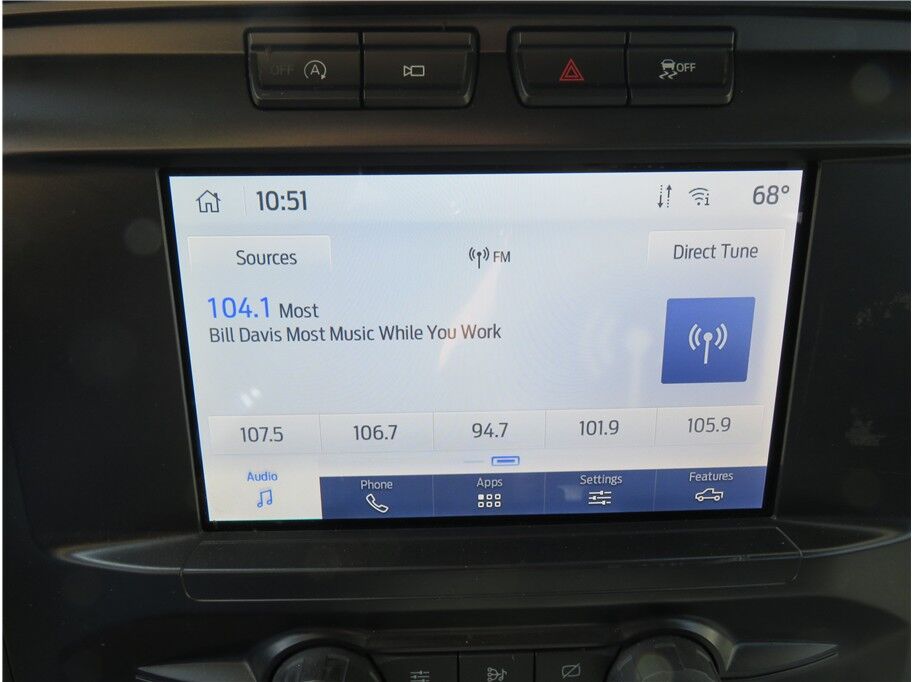 OFF A
OFF
10:51 68°
Sources FM Direct Tune
104.1 Most
Bill Davis Most Music While You Work
107.5 106.7 94.7 101.9 105.9
Audio Phone Apps Settings Features